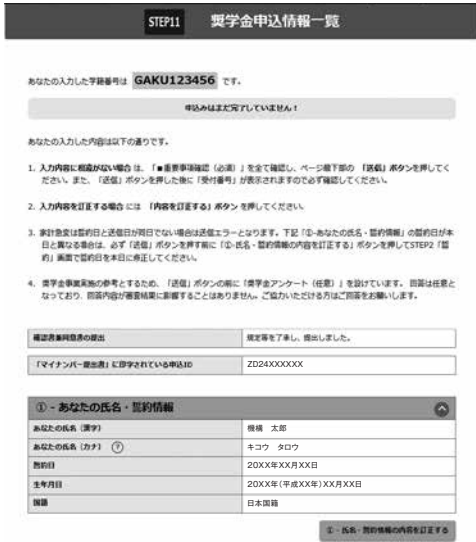 STEP11 奨学金申込情報一覧
あなたの入力した学籍番号は GAKU123456 です。
申込みはまだ完了していません！
あなたの入力した内容は以下の通りです。
1. 入力内容に相違がない場合 は、「■重要事項確認（必須）」を全て確認し、ページ最下部の 「送信」ボタンを押してく
ださい。また、「送信」ボタンを押した後に「受付番号」が表示されますので必ず確認してください。
2. 入力内容を訂正する場合 には 「内容を訂正する」ボタン を押してください。
3. 家計急変は誓約日と送信日が同日でない場合は送信エラーとなります。下記「①-あなたの氏名・誓約情報」の誓約日が本
日と異なる場合は、必ず「送信」ボタンを押す前に「①-氏名・誓約情報の内容を訂正する」ボタンを押してSTEP2「誓
約」画面で誓約日を本日に修正してください。
4. 奨学金事業実施の参考とするため、「送信」ボタンの前に「奨学金アンケート（任意）」を設けています。 回答は任意と
なっており、回答内容が審査結果に影響することはありません。ご協力いただける方はご回答をお願いします。
確認書兼同意書の提出 規定等を了承し、提出しました。
「マイナンバー提出書」に印字されている申込ID ZD24XXXXXX
① - あなたの氏名・誓約情報
あなたの氏名（漢字） 機構 太郎
あなたの氏名（カナ） ? キコウ タロウ
誓約日 20XX年XX月XX日
生年月日 20XX年(平成XX年)XX月XX日
国籍 日本国籍
① - 氏名・誓約情報の内容を訂正する